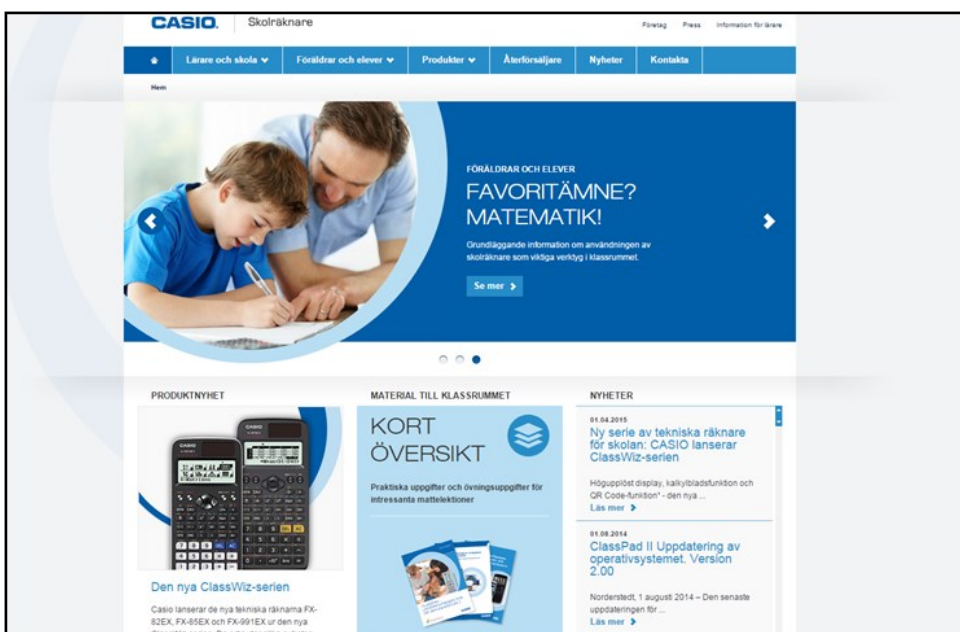 CASIO. Skolräknare
Företag Press Information för lärare
Lärare och skola Föräldrar och elever Produkter Återförsäljare Nyheter Kontakta
Hem
FÖRÄLDRAR OCH ELEVER
FAVORITÄMNE?
MATEMATIK!
Grundläggande information om användningen av
skolräknare som viktiga verktyg i klassrummet.
Se mer
PRODUKTNYHET
CASIO
CASIO
Den nya ClassWiz-serien
Casio lanserar de nya tekniska räknarna FX-
82EX, FX-85EX och FX-991EX ur den nya
MATERIAL TILL KLASSRUMMET
KORT
ÖVERSIKT
Praktiska uppgifter och övningsuppgifter för
intressanta mattelektioner
NYHETER
01.04.2015
Ny serie av tekniska räknare
för skolan: CASIO lanserar
ClassWiz-serien
Högupplöst display, kalkylbladsfunktion och
QR Code-funktion* - den nya ...
Läs mer
01.08.2014
ClassPad II Uppdatering av
operativsystemet. Version
2.00
Norderstedt, 1 augusti 2014 – Den senaste
uppdateringen för ...
Läs mer